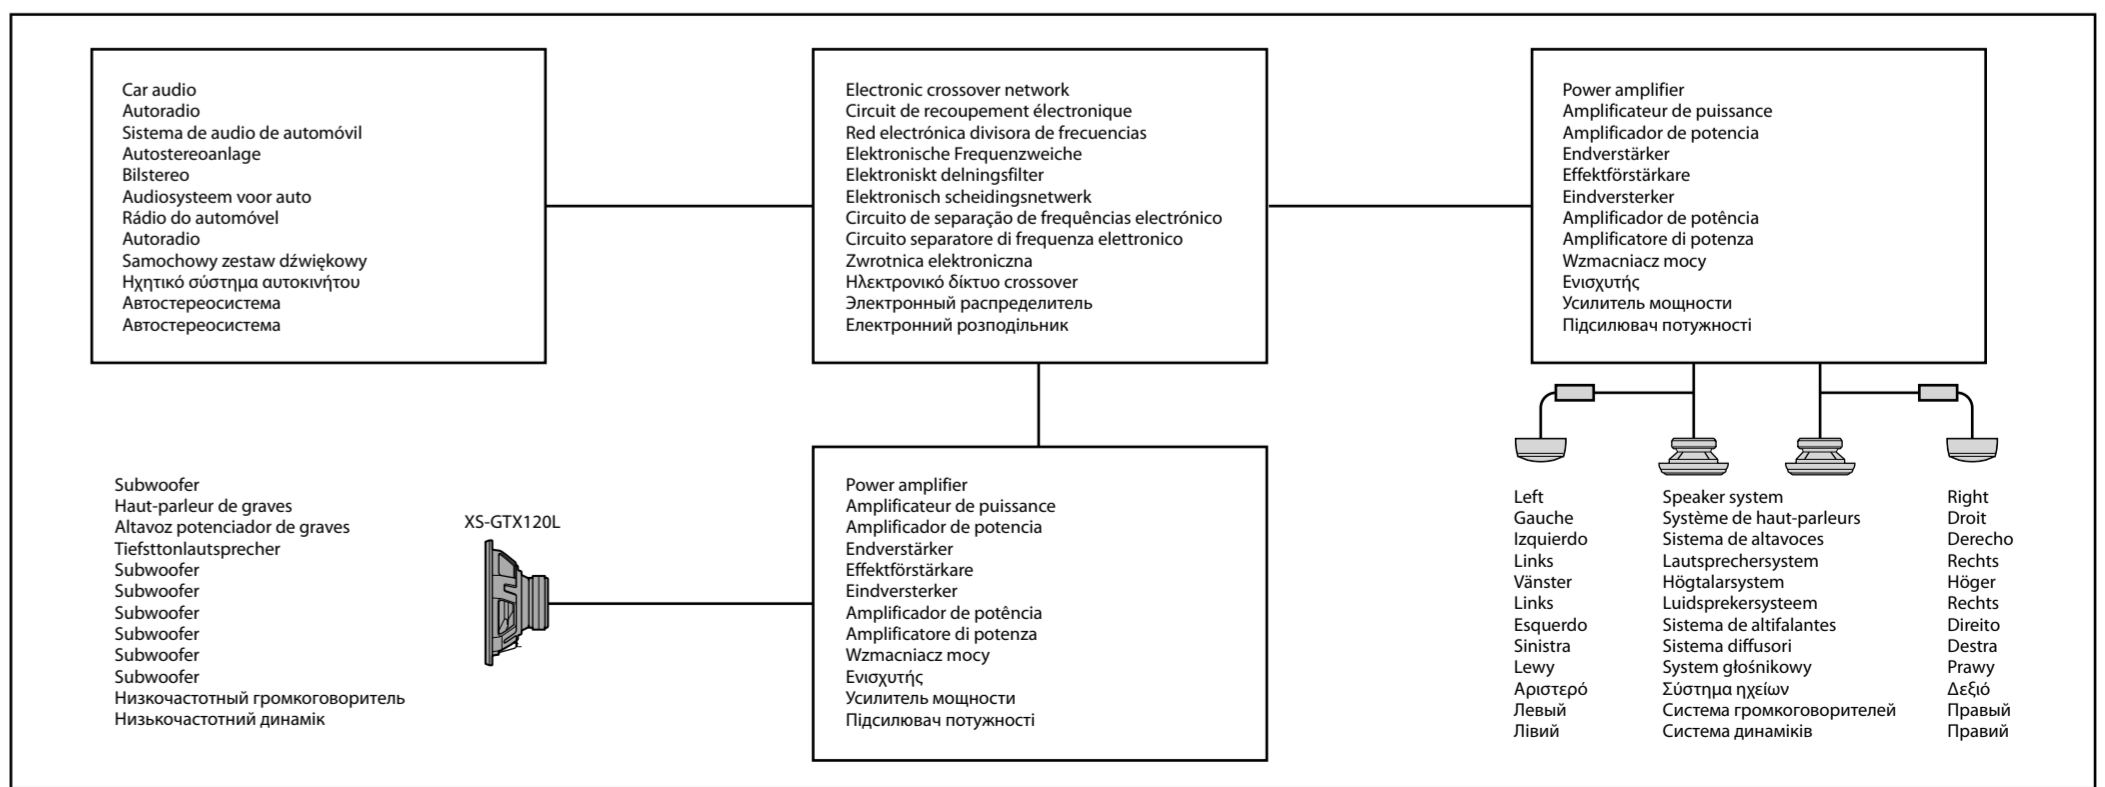 Car audio
Autoradio
Sistema de audio de automóvil
Autostereoanlage
Bilstereo
Audiosysteem voor auto
Rádio do automóvel
Autoradio
Samochowy zestaw dźwiękowy
Ηχητικό σύστημα αυτοκινήτου
Автостереосистема
Автостереосистема
Electronic crossover network
Circuit de recoupement électronique
Red electrónica divisora de frecuencias
Elektronische Frequenzweiche
Elektroniskt delningsfilter
Elektronisch scheidingsnetwerk
Circuito de separação de frequências electrónico
Circuito separatore di frequenza elettronico
Zwrotnica elektroniczna
Ηλεκτρονικό δίκτυο crossover
Электронный распределитель
Електронний розподільник
Power amplifier
Amplificateur de puissance
Amplificador de potencia
Endverstärker
Effektförstärkare
Eindversterker
Amplificador de potência
Amplificatore di potenza
Wzmacniacz mocy
Ενισχυτής
Усилитель мощности
Підсилювач потужності
Subwoofer
Haut-parleur de graves
Altavoz potenciador de graves
Tiefsttonlautsprecher
Subwoofer
Subwoofer
Subwoofer
Subwoofer
Subwoofer
Subwoofer
Низкочастотный громкоговоритель
Низькочастотний динамік
XS-GTX120L
Power amplifier
Amplificateur de puissance
Amplificador de potencia
Endverstärker
Effektförstärkare
Eindversterker
Amplificador de potência
Amplificatore di potenza
Wzmacniacz mocy
Ενισχυτής
Усилитель мощности
Підсилювач потужності
Left
Gauche
Izquierdo
Links
Vänster
Links
Esquerdo
Sinistra
Lewy
Αριστερό
Левый
Лівий
Speaker system
Système de haut-parleurs
Sistema de altavoces
Lautsprechersystem
Högtalarsystem
Luidsprekersysteem
Sistema de altifalantes
Sistema diffusori
System głośnikowy
Σύστημα ηχείων
Система громкоговорителей
Система динаміків
Right
Droit
Derecho
Rechts
Höger
Rechts
Direito
Destra
Prawy
Δεξιό
Правый
Правий